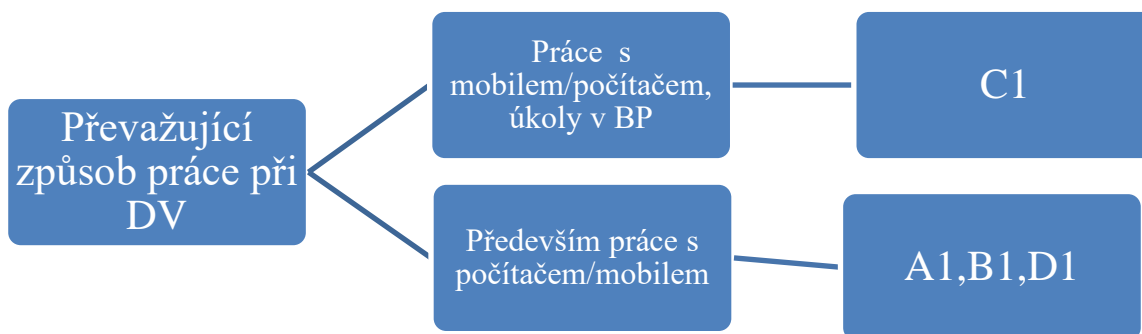 Převažující
způsob práce při
DV
Práce s
mobilem/počítačem,
úkoly v BP
C1
Především práce s
počítačem/mobilem
A1,B1,D1